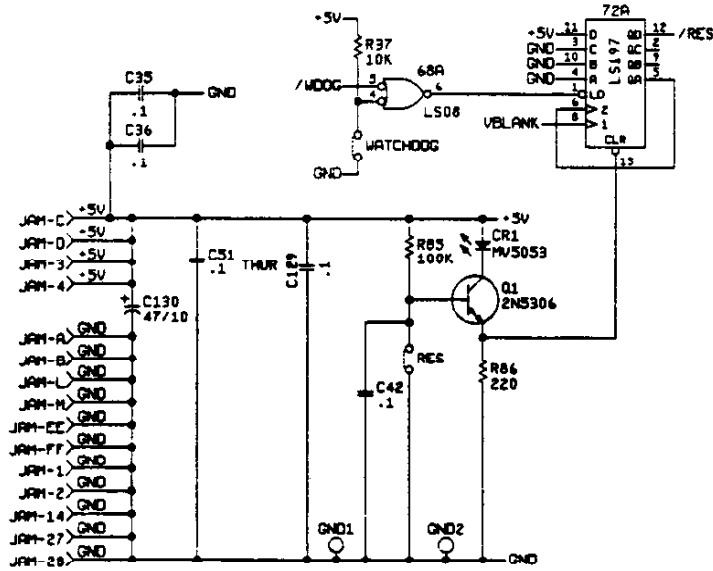 72A
+5V
R37
10K
+5V 11 D QD 12 /RES
GND 3 C QC 2
GND 10 B QB
GND 4 A QA 5
LS197
1 LD
6 2
VBLANK 8 1
CLR
13
/WDOG 5
4
68A
6
LS08
WATCHDOG
GND
C35
.1
GND
C36
.1
JAM-C +5V
JAM-D +5V
JAM-3 +5V
JAM-4 +5V
+5V
C51
.1
THUR
C129
.1
R85
100K
CR1
MV5053
Q1
2N5306
+ C130
47/10
JAM-A GND
JAM-B GND
JAM-L GND
JAM-M GND
JAM-EE GND
JAM-FF GND
JAM-1 GND
JAM-2 GND
JAM-14 GND
JAM-27 GND
JAM-28 GND
RES
C42
.1
R86
220
GND1
GND2
GND